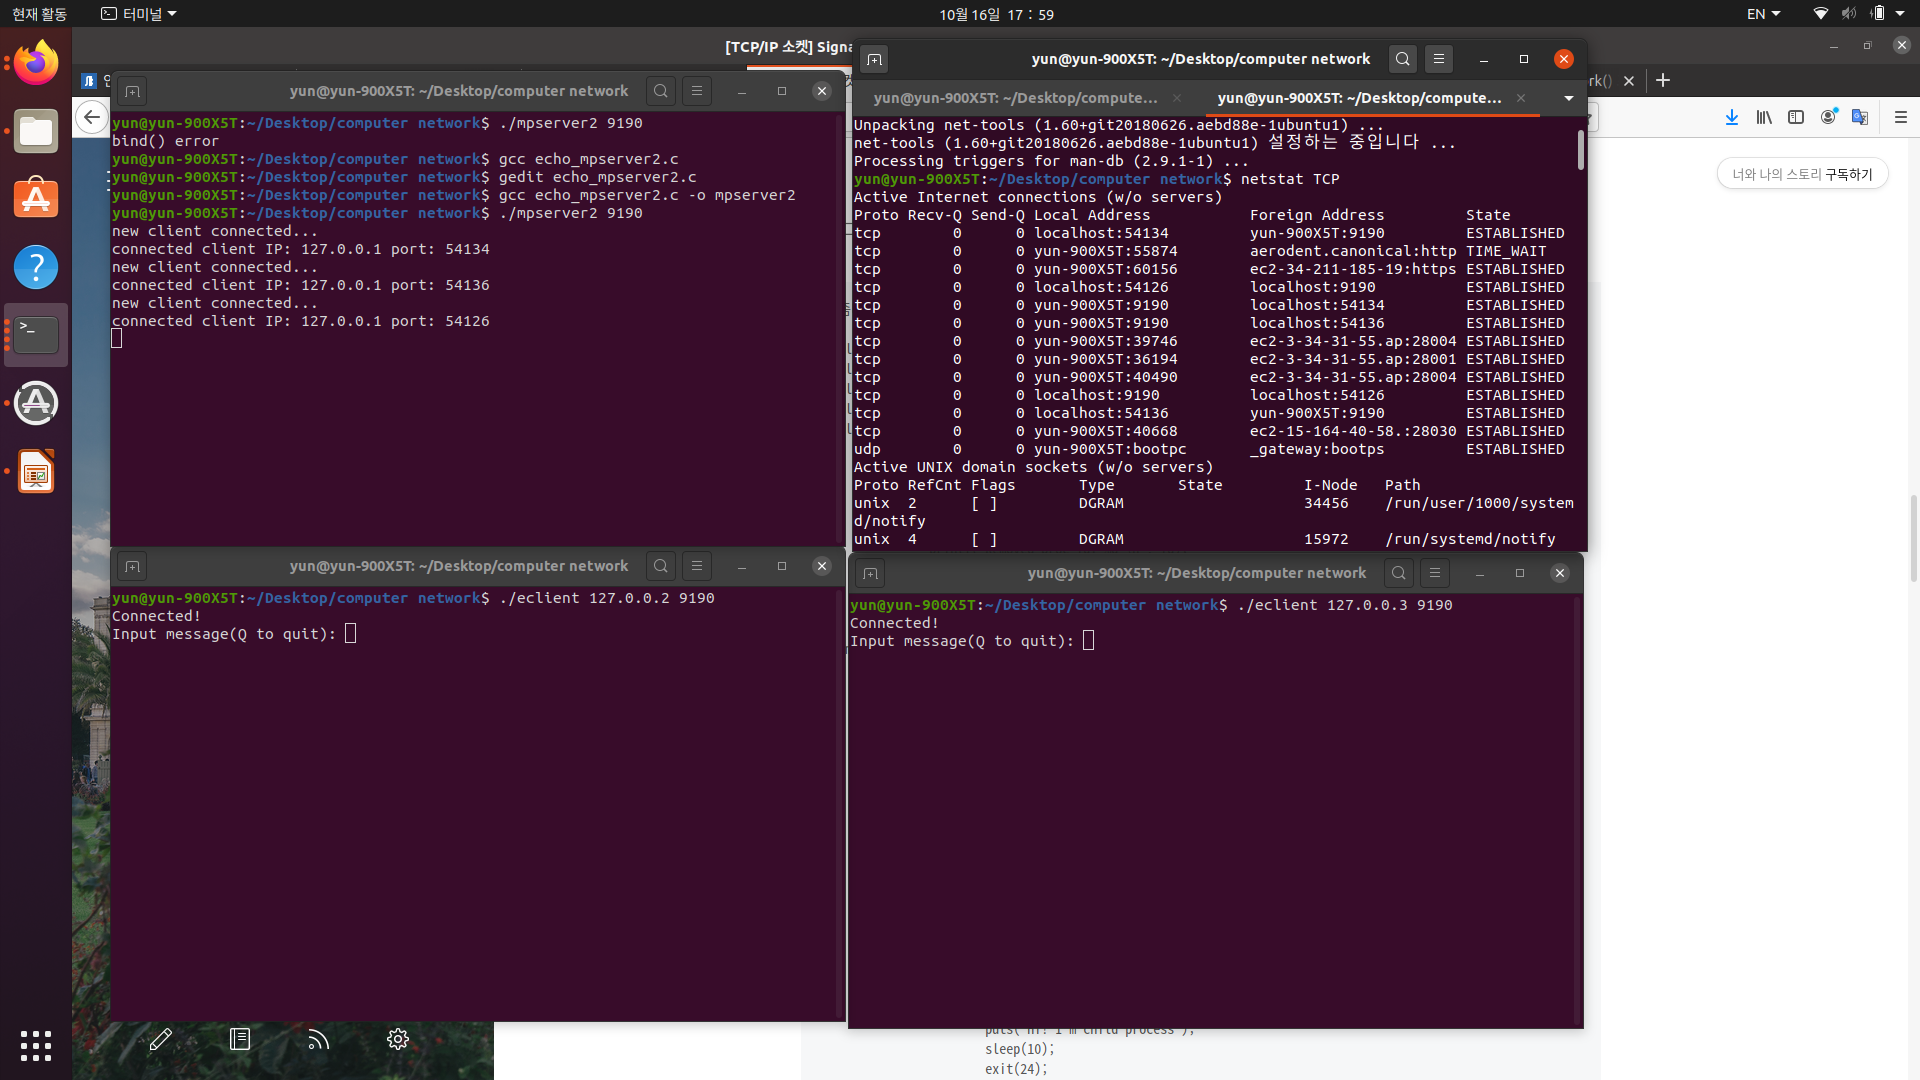 현재 활동
터미널
10월 16일 17 : 59
EN
[TCP/IP 소켓] Signa
rk()
너와 나의 스토리 구독하기
yun@yun-900X5T: ~/Desktop/computer network
yun@yun-900X5T:~/Desktop/computer network$ ./mpserver2 9190
bind() error
yun@yun-900X5T:~/Desktop/computer network$ gcc echo_mpserver2.c
yun@yun-900X5T:~/Desktop/computer network$ gedit echo_mpserver2.c
yun@yun-900X5T:~/Desktop/computer network$ gcc echo_mpserver2.c -o mpserver2
yun@yun-900X5T:~/Desktop/computer network$ ./mpserver2 9190
new client connected...
connected client IP: 127.0.0.1 port: 54134
new client connected...
connected client IP: 127.0.0.1 port: 54136
new client connected...
connected client IP: 127.0.0.1 port: 54126
yun@yun-900X5T: ~/Desktop/computer network
yun@yun-900X5T: ~/Desktop/compute...
yun@yun-900X5T: ~/Desktop/compute...
Unpacking net-tools (1.60+git20180626.aebd88e-1ubuntu1) ...
net-tools (1.60+git20180626.aebd88e-1ubuntu1) 설정하는 중입니다 ...
Processing triggers for man-db (2.9.1-1) ...
yun@yun-900X5T:~/Desktop/computer network$ netstat TCP
Active Internet connections (w/o servers)
Proto Recv-Q Send-Q Local Address Foreign Address State
tcp 0 0 localhost:54134 yun-900X5T:9190 ESTABLISHED
tcp 0 0 yun-900X5T:55874 aerodent.canonical:http TIME_WAIT
tcp 0 0 yun-900X5T:60156 ec2-34-211-185-19:https ESTABLISHED
tcp 0 0 localhost:54126 localhost:9190 ESTABLISHED
tcp 0 0 yun-900X5T:9190 localhost:54134 ESTABLISHED
tcp 0 0 yun-900X5T:9190 localhost:54136 ESTABLISHED
tcp 0 0 yun-900X5T:39746 ec2-3-34-31-55.ap:28004 ESTABLISHED
tcp 0 0 yun-900X5T:36194 ec2-3-34-31-55.ap:28001 ESTABLISHED
tcp 0 0 yun-900X5T:40490 ec2-3-34-31-55.ap:28004 ESTABLISHED
tcp 0 0 localhost:9190 localhost:54126 ESTABLISHED
tcp 0 0 localhost:54136 yun-900X5T:9190 ESTABLISHED
tcp 0 0 yun-900X5T:40668 ec2-15-164-40-58.:28030 ESTABLISHED
udp 0 0 yun-900X5T:bootpc _gateway:bootps ESTABLISHED
Active UNIX domain sockets (w/o servers)
Proto RefCnt Flags Type State I-Node Path
unix 2 [ ] DGRAM 34456 /run/user/1000/system
d/notify
unix 4 [ ] DGRAM 15972 /run/systemd/notify
yun@yun-900X5T: ~/Desktop/computer network
yun@yun-900X5T:~/Desktop/computer network$ ./eclient 127.0.0.2 9190
Connected!
Input message(Q to quit):
yun@yun-900X5T: ~/Desktop/computer network
yun@yun-900X5T:~/Desktop/computer network$ ./eclient 127.0.0.3 9190
Connected!
Input message(Q to quit):
puts("Hi! I'm child process");
sleep(10);
exit(24);